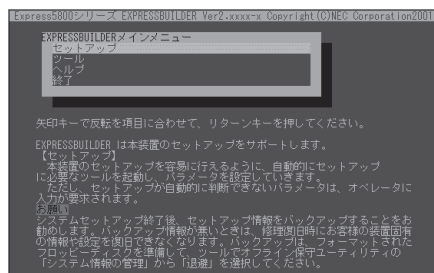 Express5800シリーズ EXPRESSBUILDER Ver2.xxxx-x Copyright(C)NEC Corporation2001
EXPRESSBUILDERメインメニュー
セットアップ
ツール
ヘルプ
終了
矢印キーで反転を項目に合わせて、リターンキーを押してください。
EXPRESSBUILDER は本装置のセットアップをサポートします。
【セットアップ】
本装置のセットアップを容易に行えるように、自動的にセットアップ
に必要なツールを起動し、パラメータを設定していきます。
ただし、セットアップが自動的に判断できないパラメータは、オペレータに
入力が要求されます。
お願い
システムセットアップ終了後、セットアップ情報をバックアップすることをお
勧めします。バックアップ情報が無いときは、修理復旧時にお客様の装置固有
の情報や設定を復旧できなくなります。バックアップは、フォーマットされた
フロッピーディスクを準備して、ツールでオフライン保守ユーティリティの
「システム情報の管理」から「退避」を選択してください。